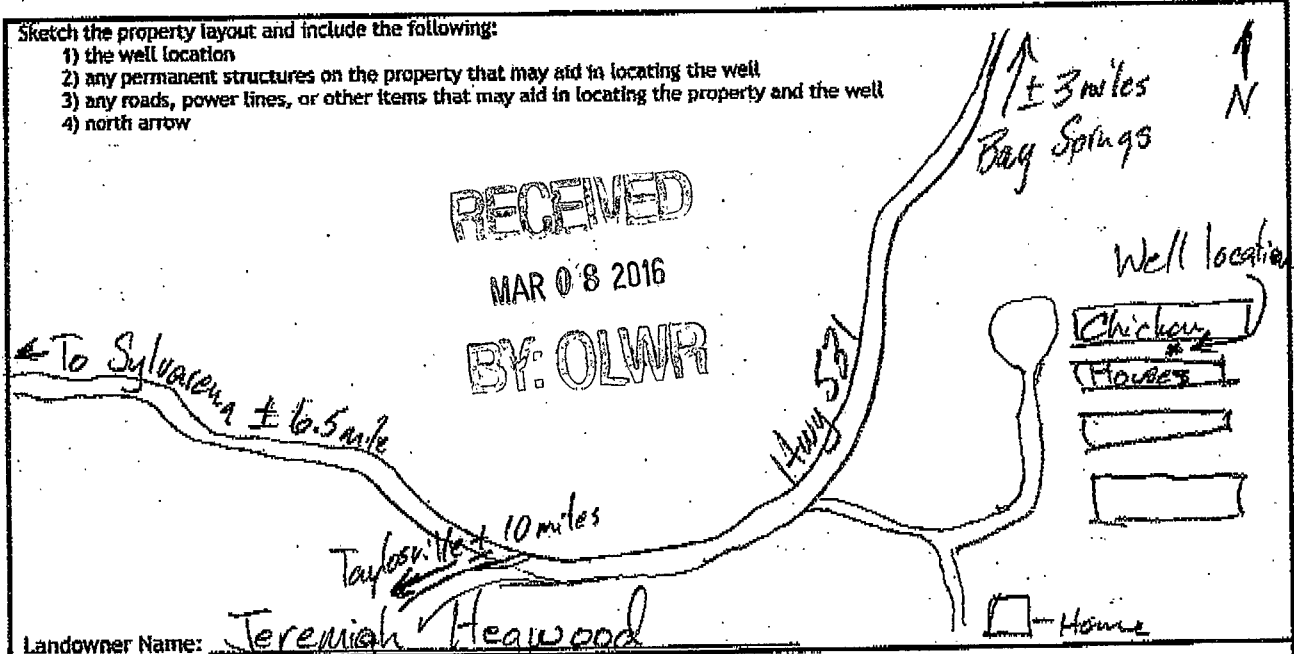 Sketch the property layout and include the following:
1) the well location
2) any permanent structures on the property that may aid in locating the well
3) any roads, power lines, or other items that may aid in locating the property and the well
4) north arrow
± 3 miles
Bay Springs
N
RECEIVED
MAR 08 2016
BY: OLWR
Well location
Chicken
Houses
← To Sylvarena ± 6.5 mile
Hwy 531
Taylosville ± 10 miles
Home
Landowner Name: Jeremiah Heawood